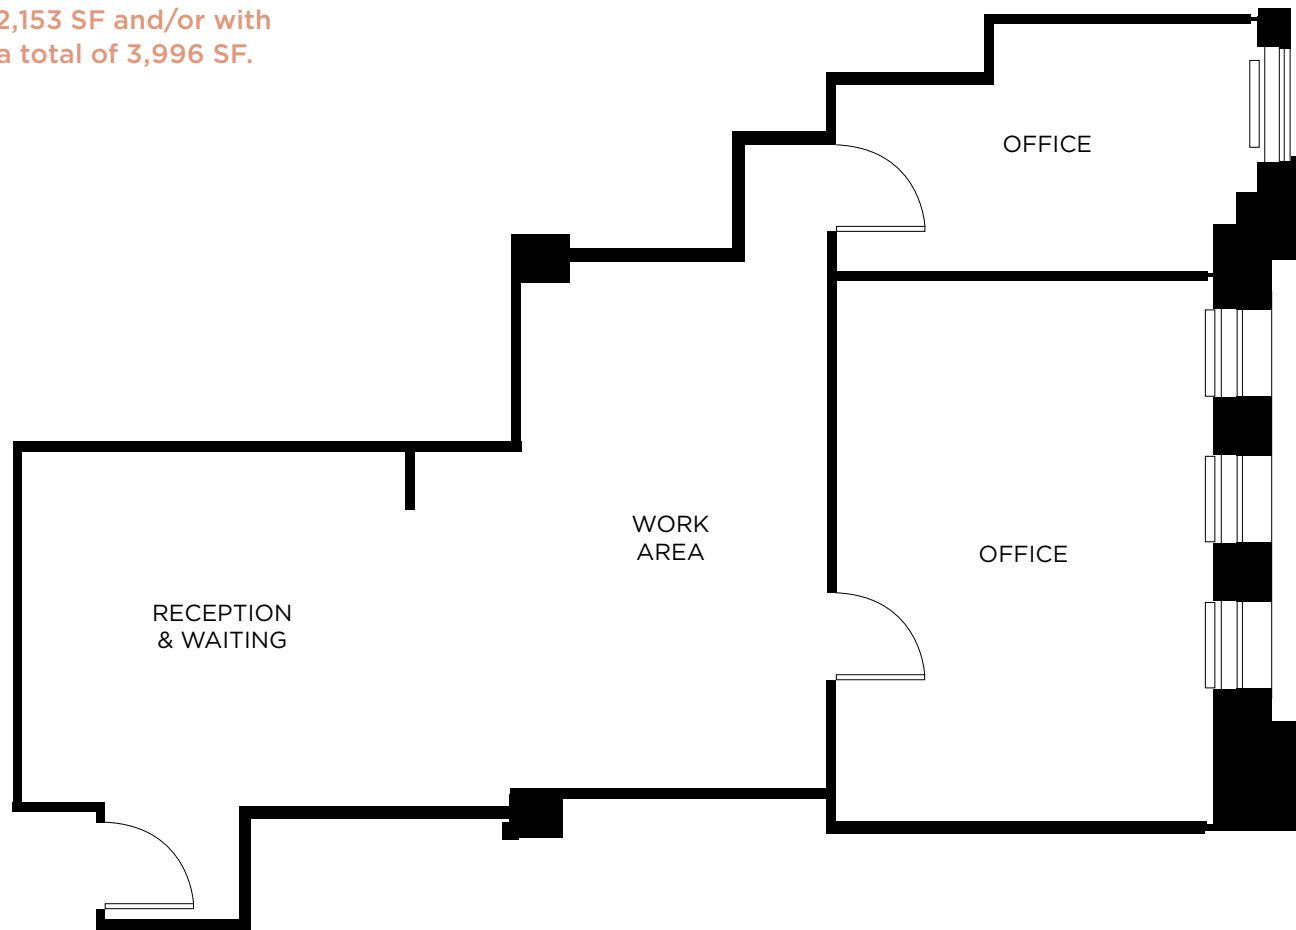 2,153 SF and/or with
a total of 3,996 SF.
OFFICE
WORK
AREA
OFFICE
RECEPTION
& WAITING